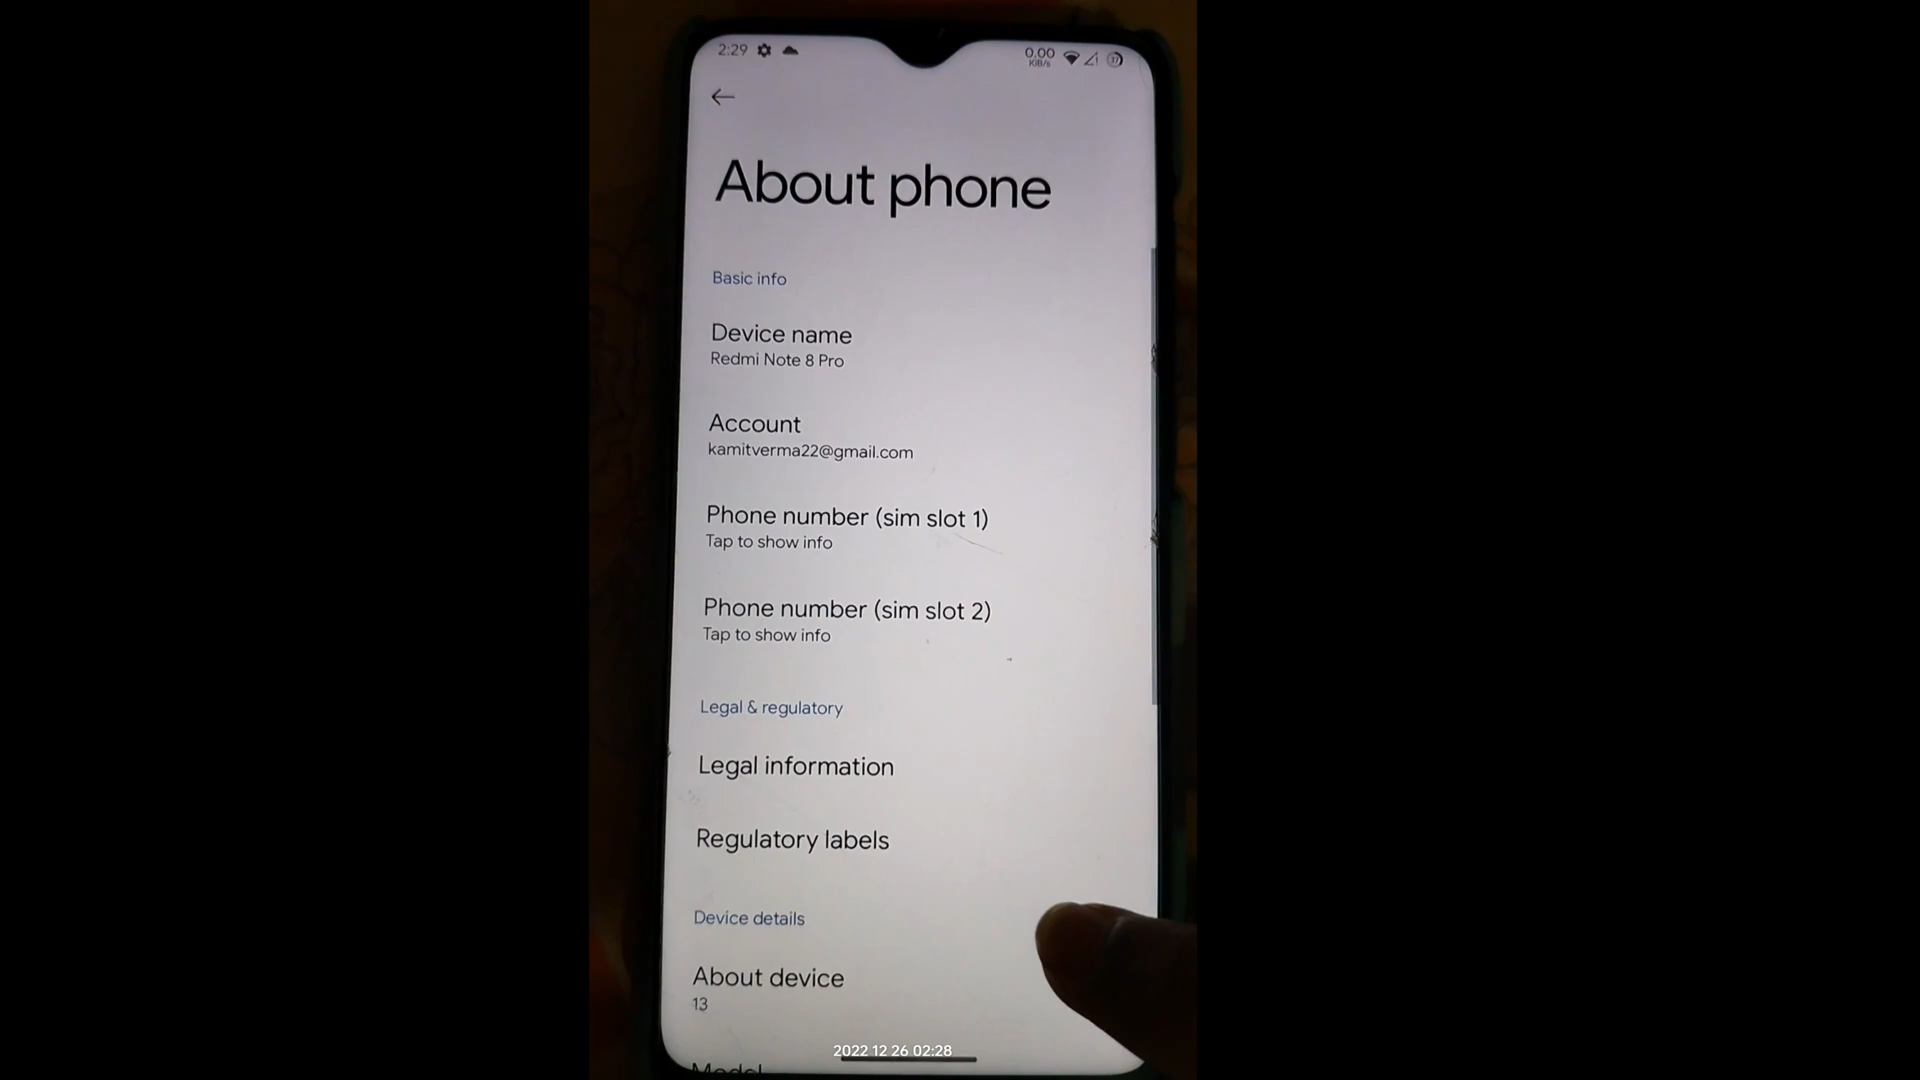 2:29
0.00
KiB/s
37
About phone
Basic info
Device name
Redmi Note 8 Pro
Account
kamitverma22@gmail.com
Phone number (sim slot 1)
Tap to show info
Phone number (sim slot 2)
Tap to show info
Legal & regulatory
Legal information
Regulatory labels
Device details
About device
13
2022 12 26 02:28
Model